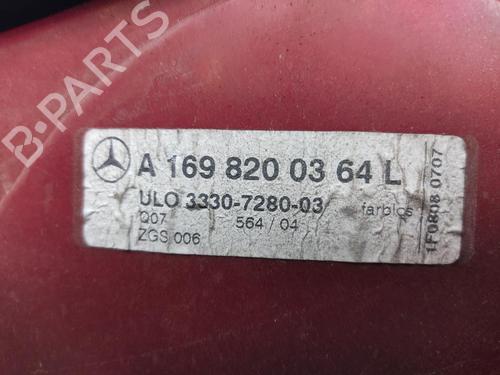 A 169 820 03 64 L
ULO 3330-7280-03 farblos
Q07 564 / 04
ZGS 006
1F0808 0707
B-PARTS